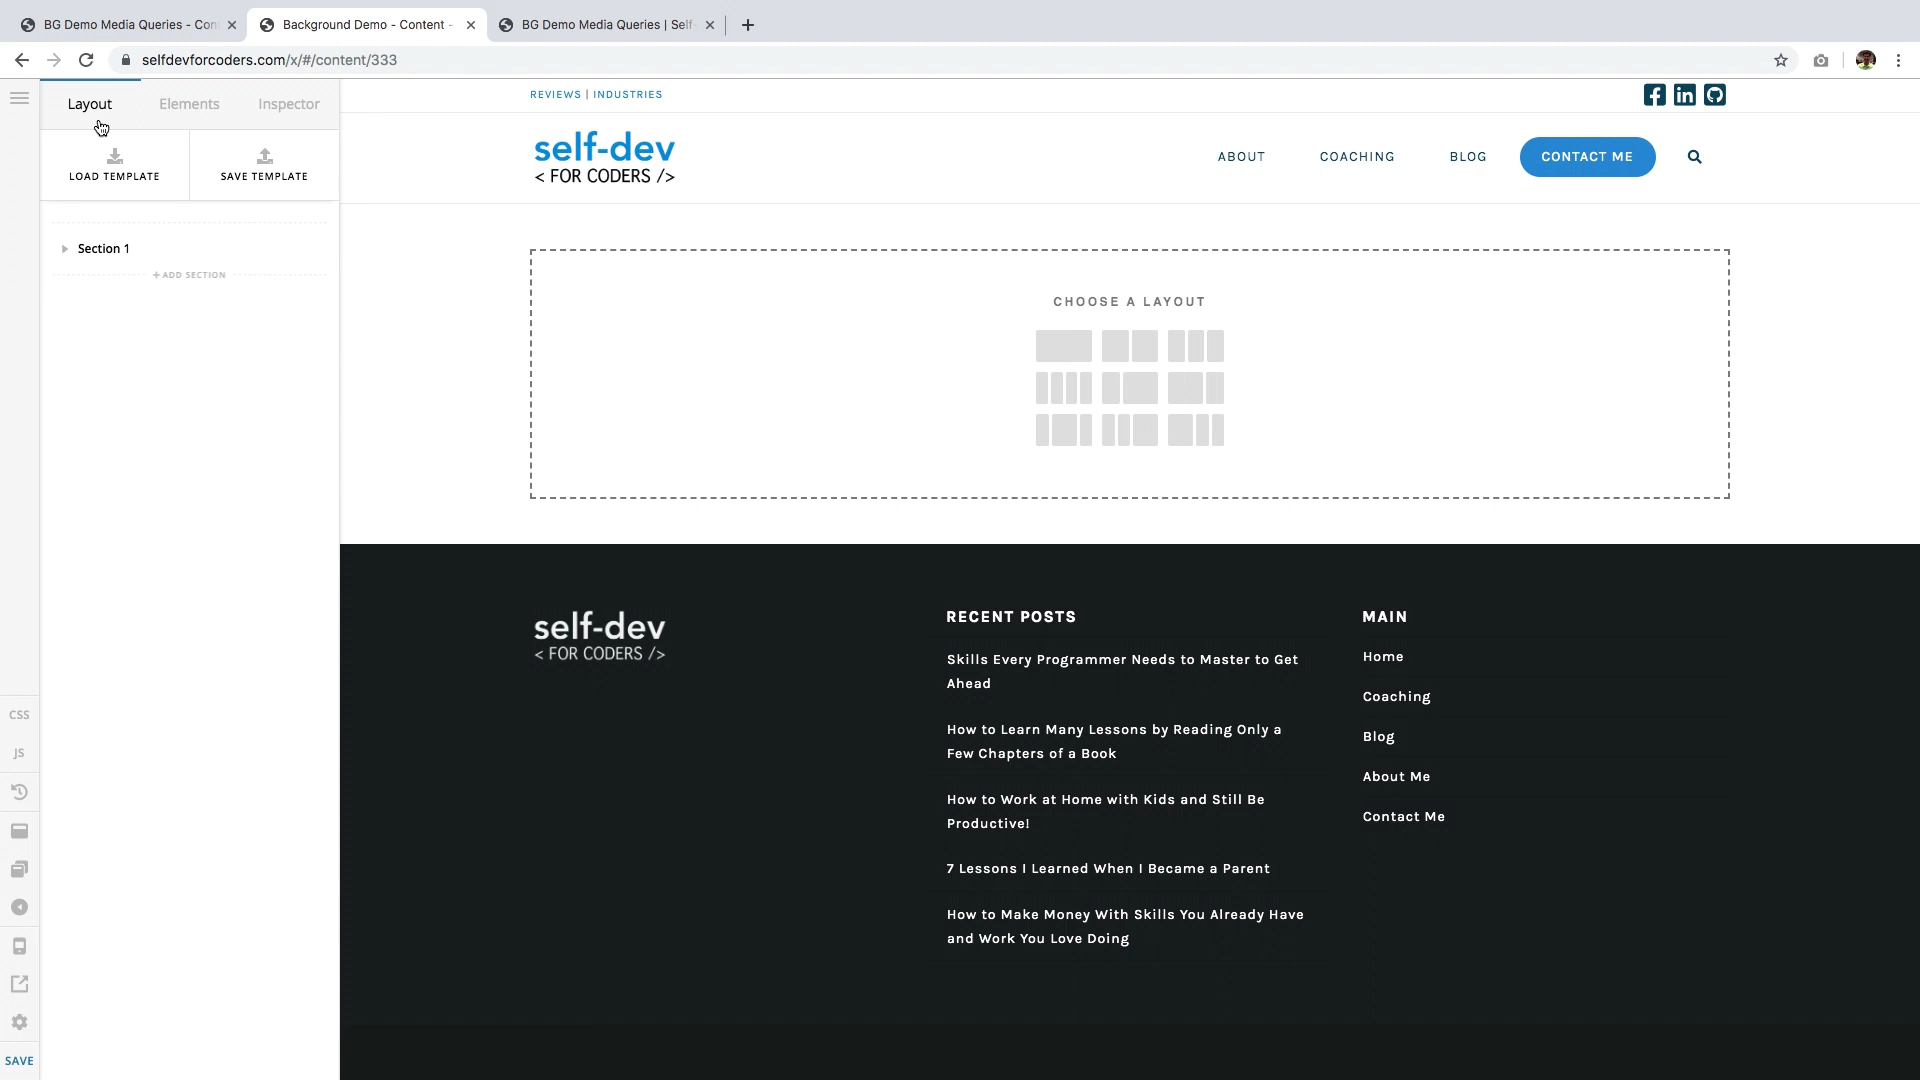 BG Demo Media Queries - Con
Background Demo - Content -
BG Demo Media Queries | Self-
selfdevforcoders.com/x/#/content/333
Layout
Elements
Inspector
LOAD TEMPLATE
SAVE TEMPLATE
Section 1
+ ADD SECTION
CSS
JS
SAVE
REVIEWS | INDUSTRIES
self-dev
< FOR CODERS />
ABOUT
COACHING
BLOG
CONTACT ME
CHOOSE A LAYOUT
self-dev
< FOR CODERS />
RECENT POSTS
Skills Every Programmer Needs to Master to Get
Ahead
How to Learn Many Lessons by Reading Only a
Few Chapters of a Book
How to Work at Home with Kids and Still Be
Productive!
7 Lessons I Learned When I Became a Parent
How to Make Money With Skills You Already Have
and Work You Love Doing
MAIN
Home
Coaching
Blog
About Me
Contact Me